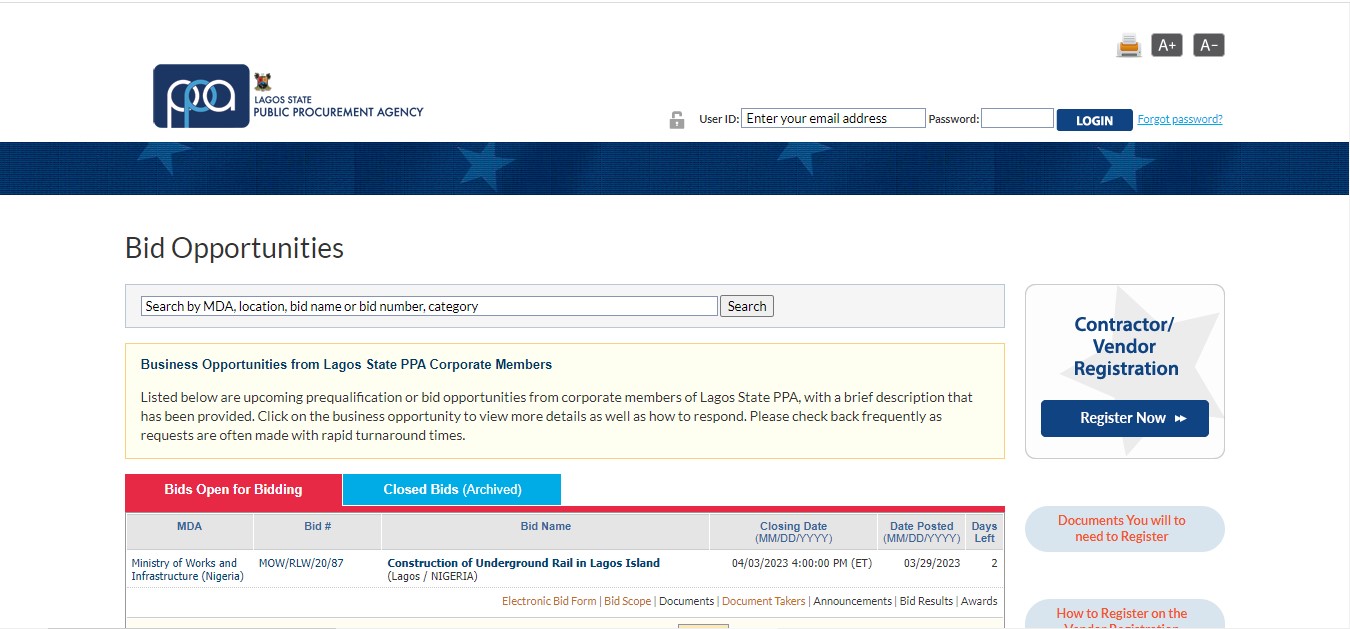 A+ A-
ppa
LAGOS STATE
PUBLIC PROCUREMENT AGENCY
User ID: Enter your email address Password: LOGIN Forgot password?
Bid Opportunities
Search by MDA, location, bid name or bid number, category Search
Business Opportunities from Lagos State PPA Corporate Members
Listed below are upcoming prequalification or bid opportunities from corporate members of Lagos State PPA, with a brief description that
has been provided. Click on the business opportunity to view more details as well as how to respond. Please check back frequently as
requests are often made with rapid turnaround times.
Contractor/
Vendor
Registration
Register Now
Bids Open for Bidding Closed Bids (Archived)
MDA Bid # Bid Name Closing Date Date Posted Days
(MM/DD/YYYY) (MM/DD/YYYY) Left
Ministry of Works and MOW/RLW/20/87 Construction of Underground Rail in Lagos Island 04/03/2023 4:00:00 PM (ET) 03/29/2023 2
Infrastructure (Nigeria) (Lagos / NIGERIA)
Electronic Bid Form | Bid Scope | Documents | Document Takers | Announcements | Bid Results | Awards
Documents You will to
need to Register
How to Register on the
Vendor Registration